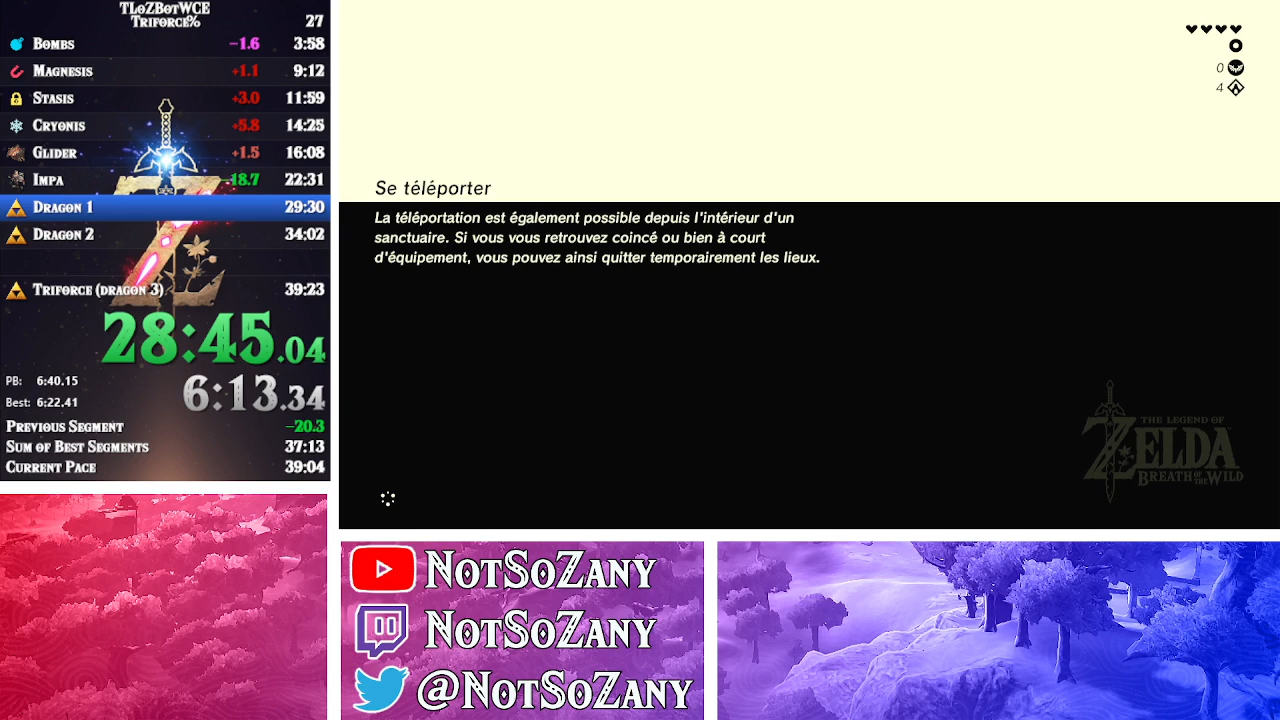 TLoZBotWCE
Triforce% 27
Bombs −1.6 3:58
Magnesis +1.1 9:12
Stasis +3.0 11:59
Cryonis +5.8 14:25
Glider +1.5 16:08
Impa −18.7 22:31
Dragon 1 29:30
Dragon 2 34:02
Triforce (dragon 3) 39:23
28:45.04
PB: 6:40.15
6:13.34
Best: 6:22.41
Previous Segment −20.3
Sum of Best Segments 37:13
Current Pace 39:04
0
4
Se téléporter
La téléportation est également possible depuis l'intérieur d'un
sanctuaire. Si vous vous retrouvez coincé ou bien à court
d'équipement, vous pouvez ainsi quitter temporairement les lieux.
THE LEGEND OF
ZELDA
BREATH OF THE WILD
NotSoZany
NotSoZany
@NotSoZany